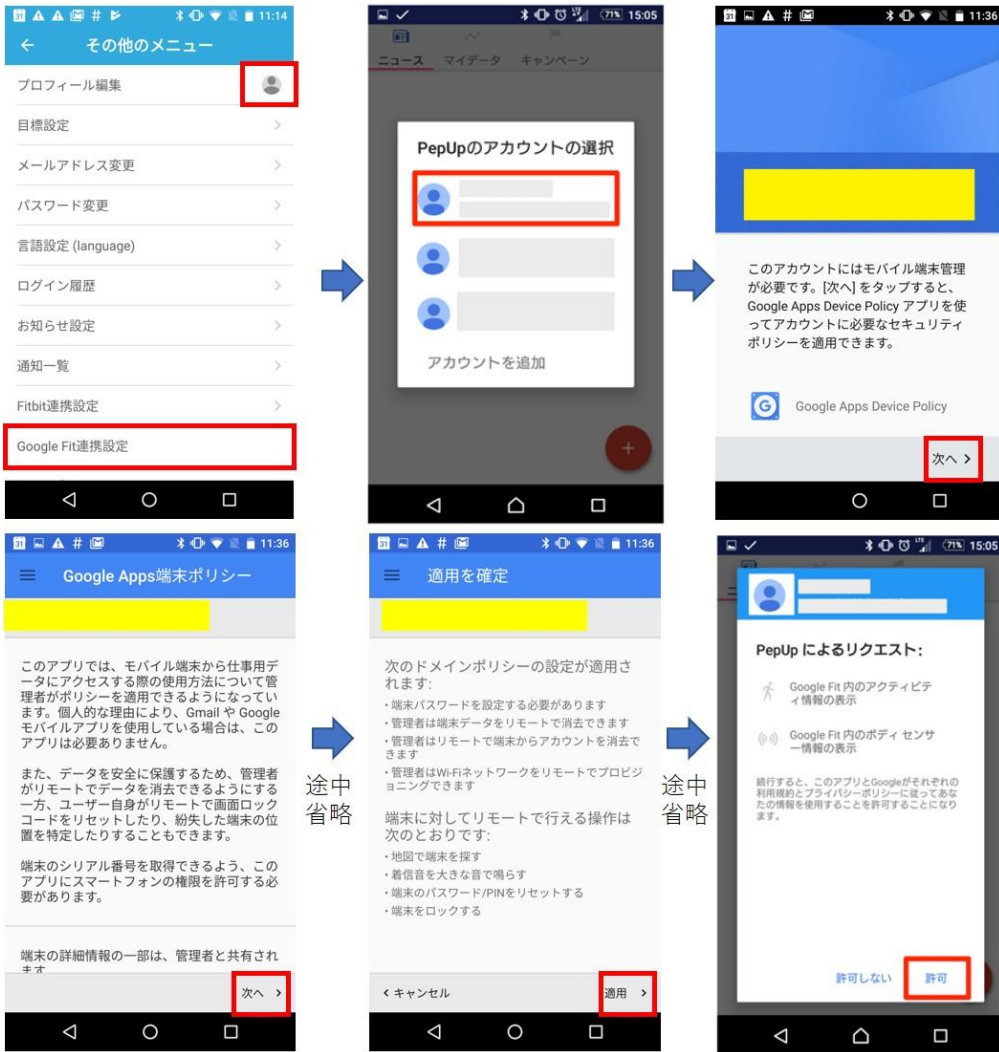 31 11:14
その他のメニュー
プロフィール編集
目標設定
メールアドレス変更
パスワード変更
言語設定 (language)
ログイン履歴
お知らせ設定
通知一覧
Fitbit連携設定
Google Fit連携設定
LTE 71% 15:05
ニュース マイデータ キャンペーン
PepUpのアカウントの選択
アカウントを追加
31 11:36
このアカウントにはモバイル端末管理
が必要です。[次へ] をタップすると、
Google Apps Device Policy アプリを使
ってアカウントに必要なセキュリティ
ポリシーを適用できます。
G Google Apps Device Policy
次へ
31 11:36
Google Apps端末ポリシー
このアプリでは、モバイル端末から仕事用デ
ータにアクセスする際の使用方法について管
理者がポリシーを適用できるようになってい
ます。個人的な理由により、Gmail や Google
モバイルアプリを使用している場合は、この
アプリは必要ありません。
また、データを安全に保護するため、管理者
がリモートでデータを消去できるようにする
一方、ユーザー自身がリモートで画面ロック
コードをリセットしたり、紛失した端末の位
置を特定したりすることもできます。
端末のシリアル番号を取得できるよう、この
アプリにスマートフォンの権限を許可する必
要があります。
端末の詳細情報の一部は、管理者と共有され
ます
次へ
途中
省略
31 11:36
適用を確定
次のドメインポリシーの設定が適用さ
れます:
・端末パスワードを設定する必要があります
・管理者は端末データをリモートで消去できます
・管理者はリモートで端末からアカウントを消去で
きます
・管理者はWi-Fiネットワークをリモートでプロビジ
ョニングできます
端末に対してリモートで行える操作は
次のとおりです:
・地図で端末を探す
・着信音を大きな音で鳴らす
・端末のパスワード/PINをリセットする
・端末をロックする
キャンセル
適用
途中
省略
LTE 71% 15:05
PepUp によるリクエスト:
Google Fit 内のアクティビテ
ィ情報の表示
Google Fit 内のボディ センサ
ー情報の表示
続行すると、このアプリとGoogleがそれぞれの
利用規約とプライバシーポリシーに従ってあな
たの情報を使用することを許可することになり
ます。
許可しない 許可